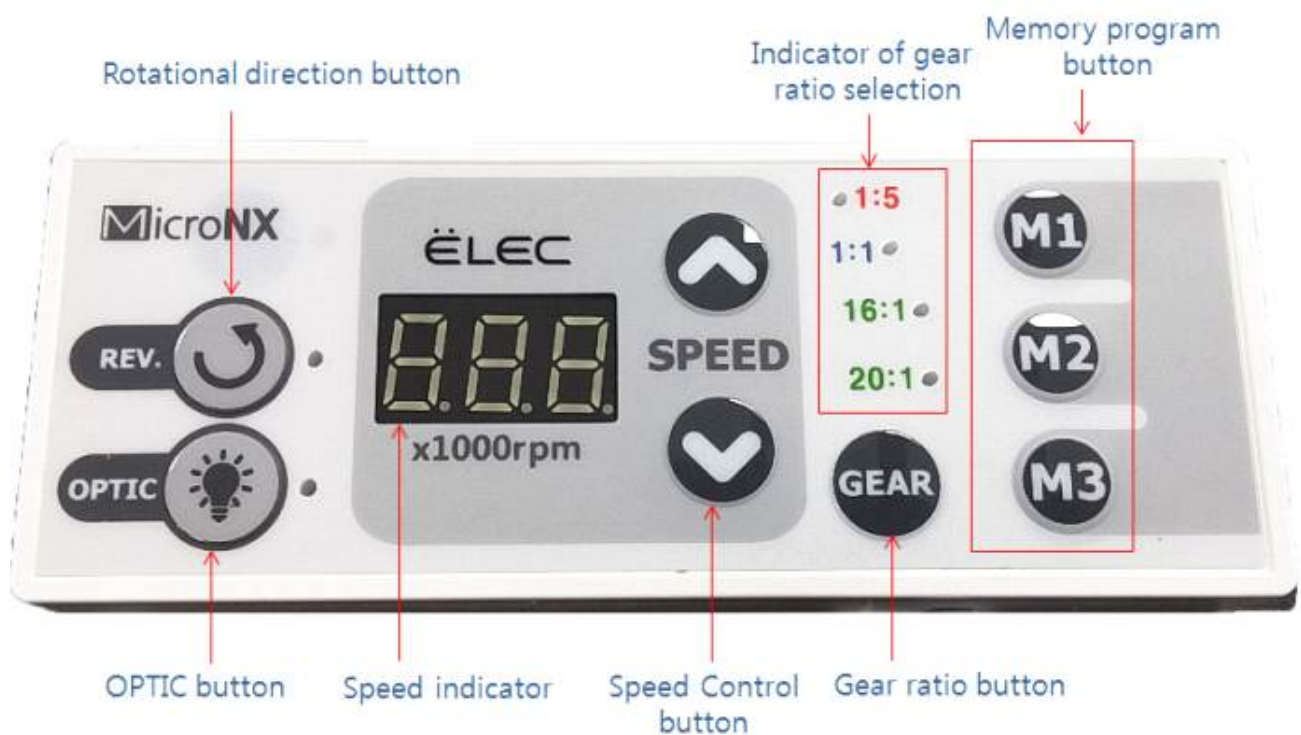 Memory program
button
Indicator of gear
ratio selection
Rotational direction button
MicroNX
ËLEC
1:5
1:1
16:1
20:1
M1
M2
M3
REV.
SPEED
x1000rpm
OPTIC
GEAR
OPTIC button
Speed indicator
Speed Control
button
Gear ratio button